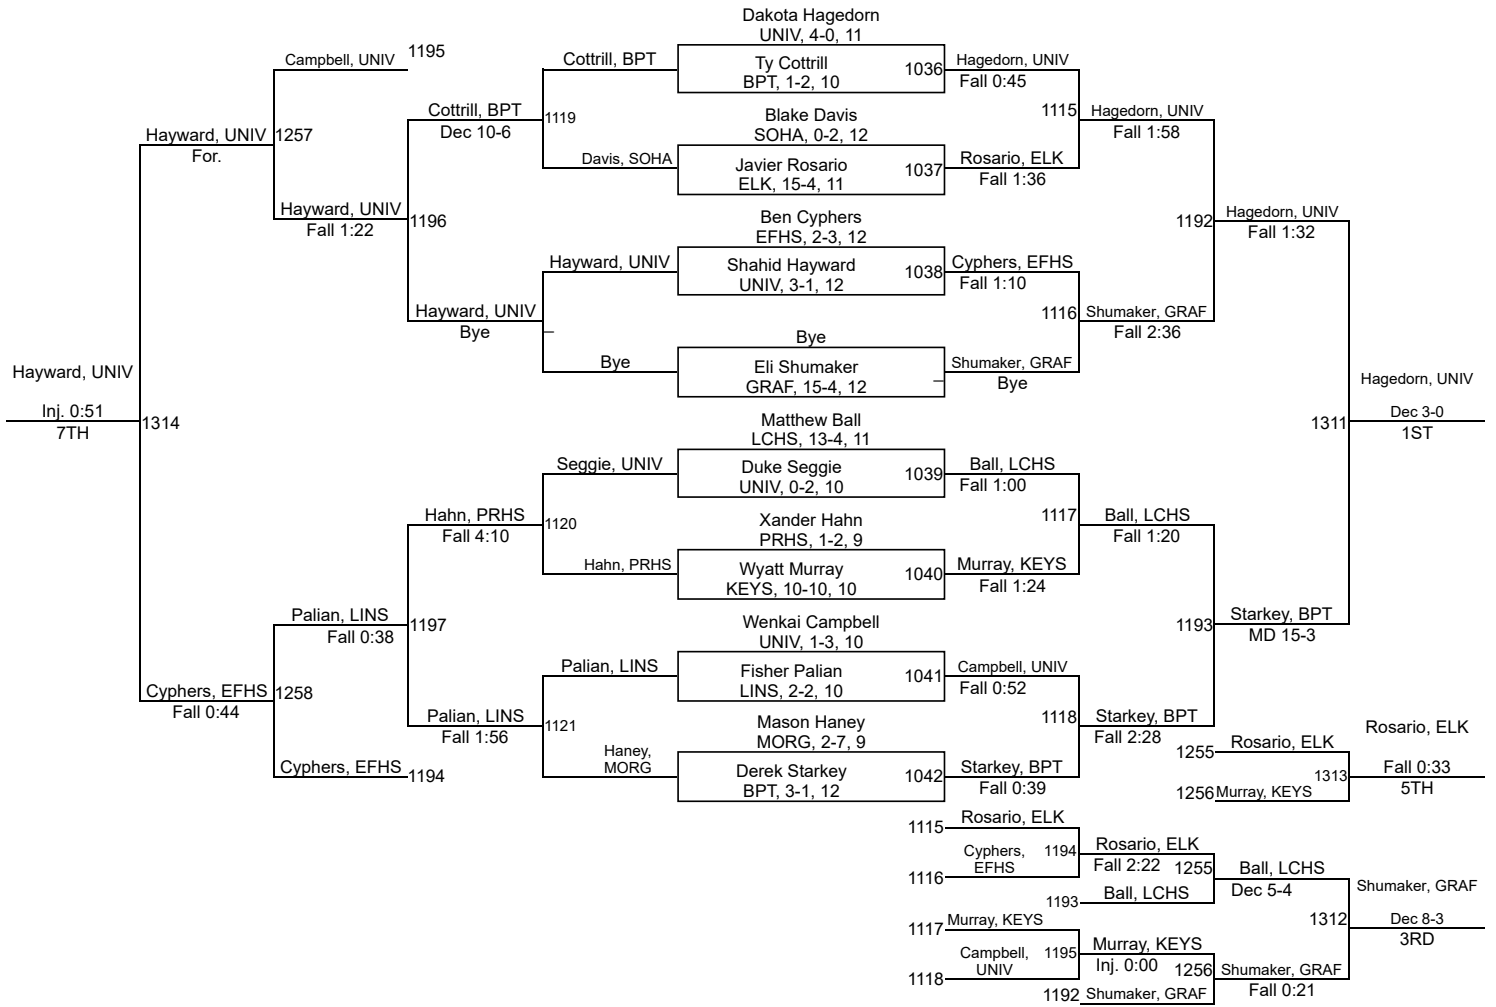 Dakota Hagedorn
UNIV, 4-0, 11
Campbell, UNIV
1195
Cottrill, BPT
Ty Cottrill
BPT, 1-2, 10
1036
Hagedorn, UNIV
Fall 0:45
Hayward, UNIV
For.
1257
Cottrill, BPT
Dec 10-6
1119
Blake Davis
SOHA, 0-2, 12
1115
Hagedorn, UNIV
Fall 1:58
Davis, SOHA
Javier Rosario
ELK, 15-4, 11
1037
Rosario, ELK
Fall 1:36
Hayward, UNIV
Fall 1:22
1196
Ben Cyphers
EFHS, 2-3, 12
1192
Hagedorn, UNIV
Fall 1:32
Hayward, UNIV
Shahid Hayward
UNIV, 3-1, 12
1038
Cyphers, EFHS
Fall 1:10
Hayward, UNIV
Bye
–
Bye
1116
Shumaker, GRAF
Fall 2:36
Bye
Eli Shumaker
GRAF, 15-4, 12
–
Shumaker, GRAF
Bye
Hayward, UNIV
Inj. 0:51
7TH
1314
Matthew Ball
LCHS, 13-4, 11
1311
Hagedorn, UNIV
Dec 3-0
1ST
Seggie, UNIV
Duke Seggie
UNIV, 0-2, 10
1039
Ball, LCHS
Fall 1:00
Hahn, PRHS
Fall 4:10
1120
Xander Hahn
PRHS, 1-2, 9
1117
Ball, LCHS
Fall 1:20
Hahn, PRHS
Wyatt Murray
KEYS, 10-10, 10
1040
Murray, KEYS
Fall 1:24
Palian, LINS
Fall 0:38
1197
Wenkai Campbell
UNIV, 1-3, 10
1193
Starkey, BPT
MD 15-3
Palian, LINS
Fisher Palian
LINS, 2-2, 10
1041
Campbell, UNIV
Fall 0:52
Cyphers, EFHS
Fall 0:44
1258
Palian, LINS
Fall 1:56
1121
Mason Haney
MORG, 2-7, 9
1118
Starkey, BPT
Fall 2:28
Cyphers, EFHS
1194
Haney,
MORG
Derek Starkey
BPT, 3-1, 12
1042
Starkey, BPT
Fall 0:39
1255
Rosario, ELK
1256
Murray, KEYS
1313
Rosario, ELK
Fall 0:33
5TH
1115
Rosario, ELK
1116
Cyphers,
EFHS
1194
Rosario, ELK
Fall 2:22
1193
Ball, LCHS
1255
Ball, LCHS
Dec 5-4
1312
Shumaker, GRAF
Dec 8-3
3RD
1117
Murray, KEYS
1118
Campbell,
UNIV
1195
Murray, KEYS
Inj. 0:00
1192
Shumaker, GRAF
1256
Shumaker, GRAF
Fall 0:21